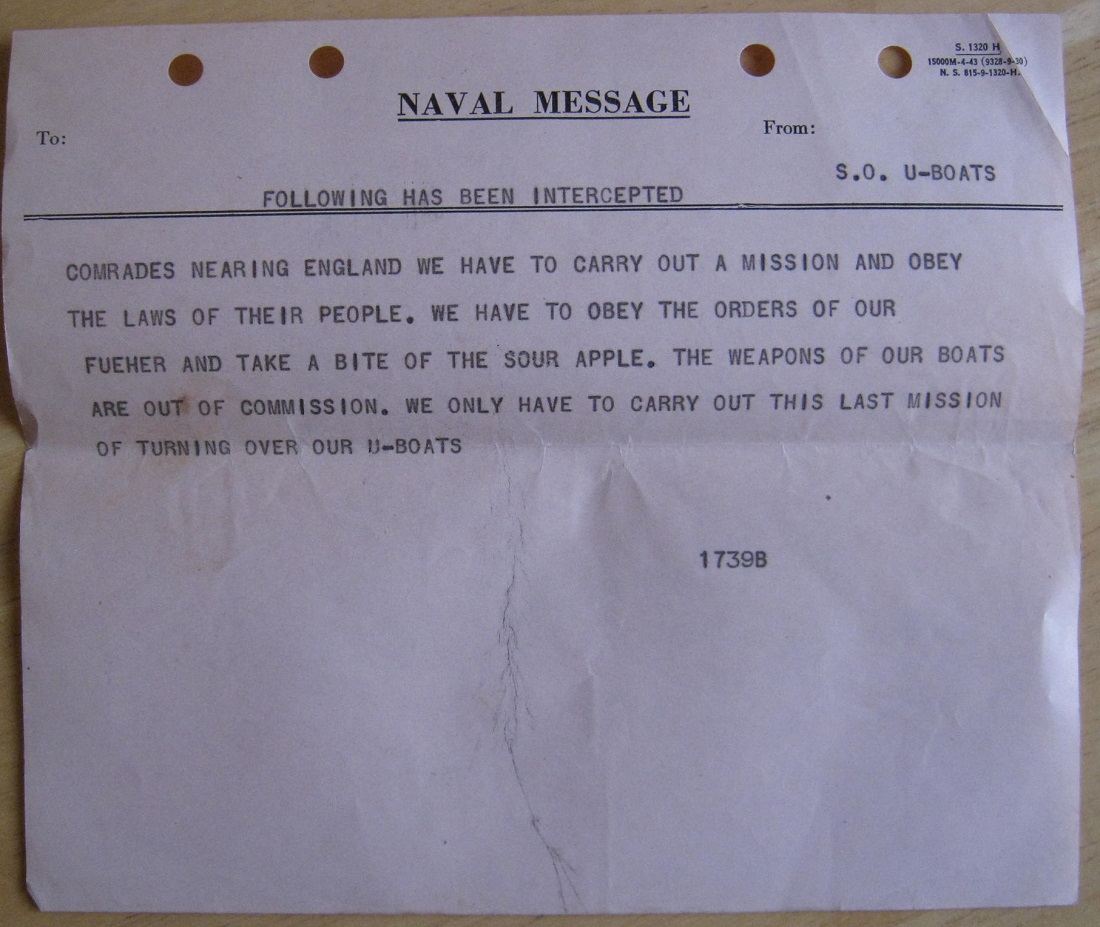 S. 1320 H
15000M-4-43 (9328-9-30)
N. S. 815-9-1320-H.
NAVAL MESSAGE
To:
From:
S.O. U-BOATS
FOLLOWING HAS BEEN INTERCEPTED
COMRADES NEARING ENGLAND WE HAVE TO CARRY OUT A MISSION AND OBEY
THE LAWS OF THEIR PEOPLE. WE HAVE TO OBEY THE ORDERS OF OUR
FUEHER AND TAKE A BITE OF THE SOUR APPLE. THE WEAPONS OF OUR BOATS
ARE OUT OF COMMISSION. WE ONLY HAVE TO CARRY OUT THIS LAST MISSION
OF TURNING OVER OUR U-BOATS
1739B